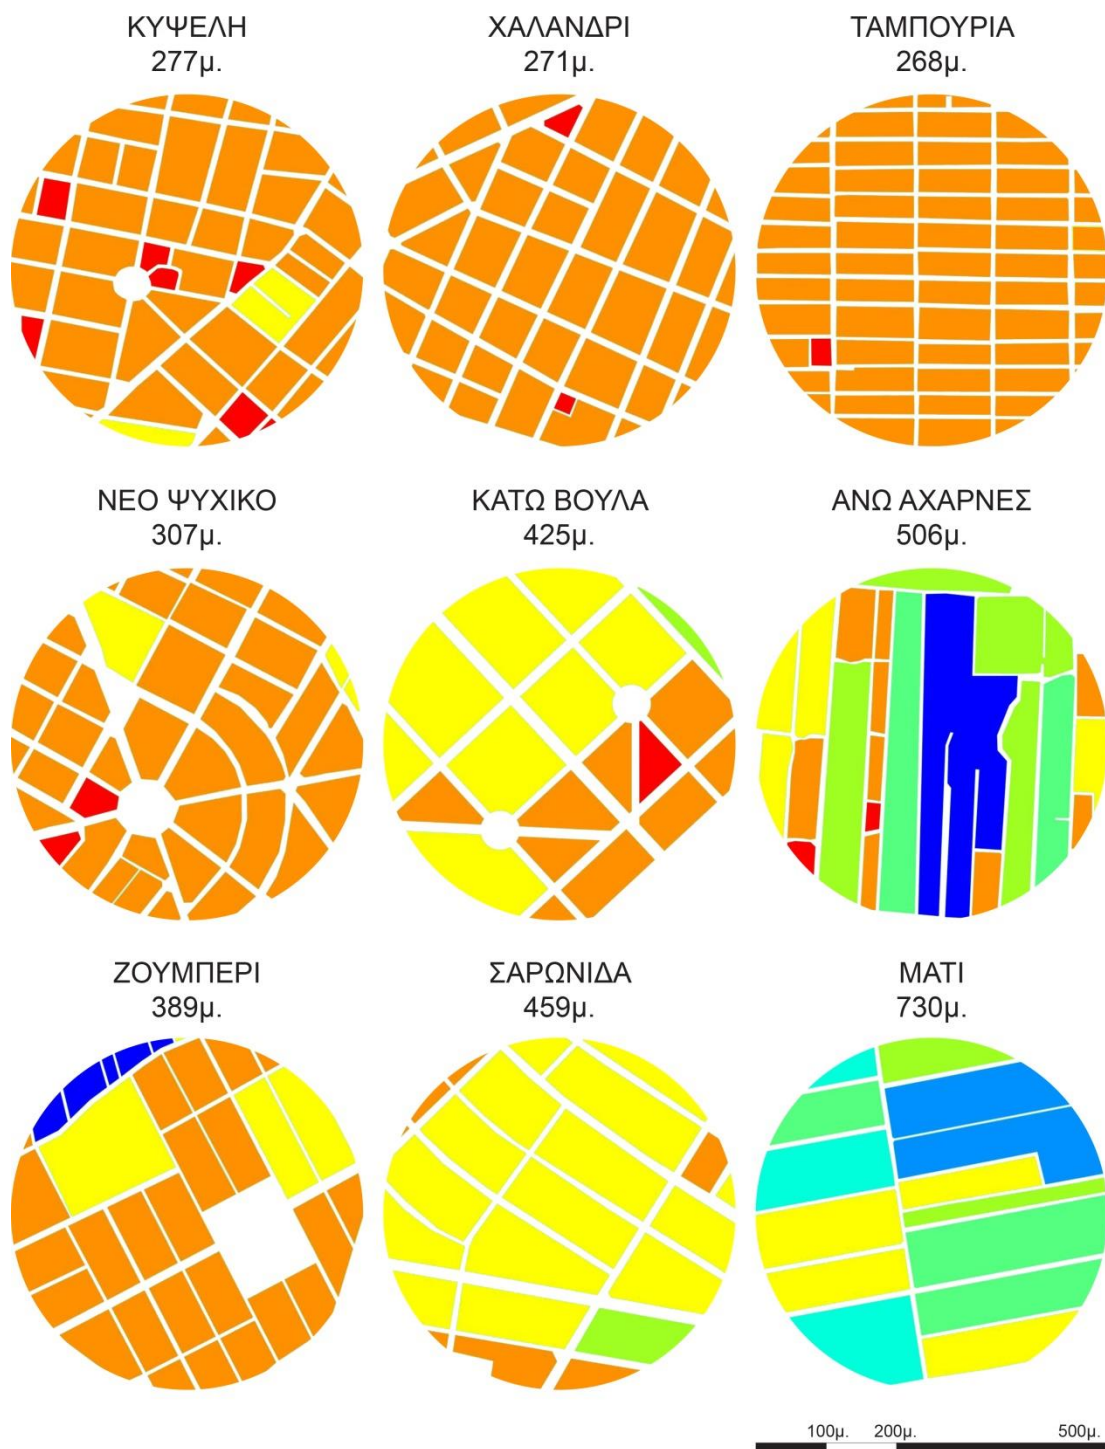 ΚΥΨΕΛΗ
277μ.
ΧΑΛΑΝΔΡΙ
271μ.
ΤΑΜΠΟΥΡΙΑ
268μ.
ΝΕΟ ΨΥΧΙΚΟ
307μ.
ΚΑΤΩ ΒΟΥΛΑ
425μ.
ΑΝΩ ΑΧΑΡΝΕΣ
506μ.
ΖΟΥΜΠΕΡΙ
389μ.
ΣΑΡΩΝΙΔΑ
459μ.
ΜΑΤΙ
730μ.
100μ. 200μ. 500μ.